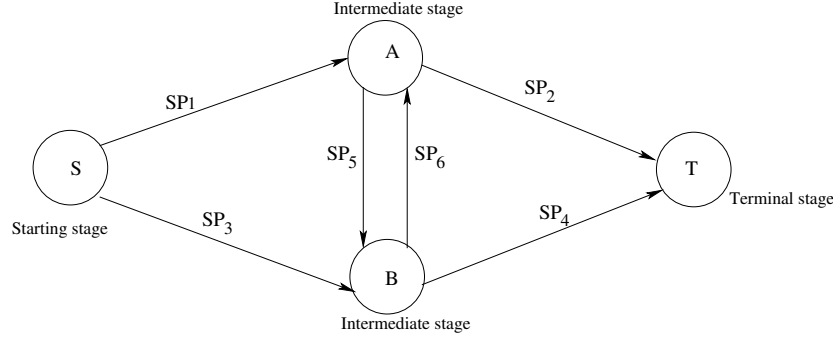 Intermediate stage
A
SP1
SP2
SP5
SP6
S
T
SP3
SP4
Starting stage
Terminal stage
B
Intermediate stage